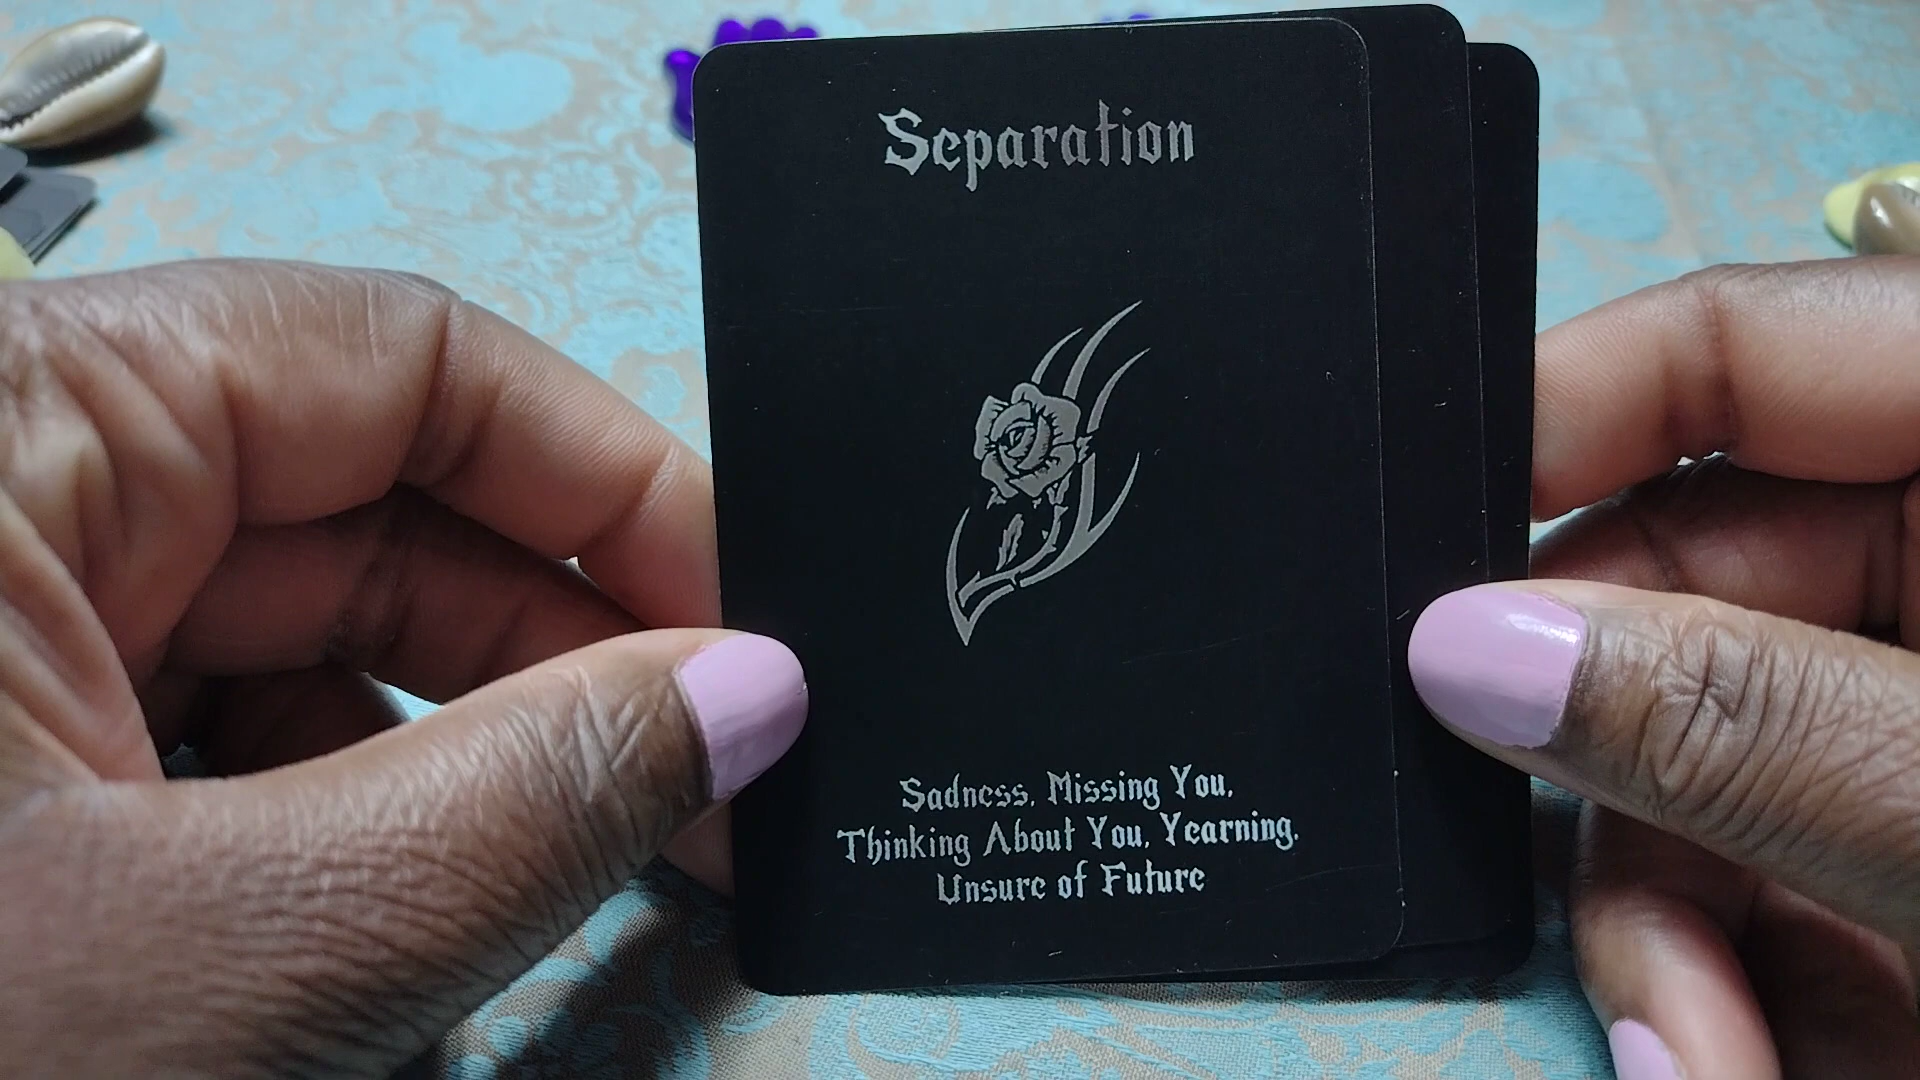 Separation
Sadness, Missing You,
Thinking About You, Yearning,
Unsure of Future